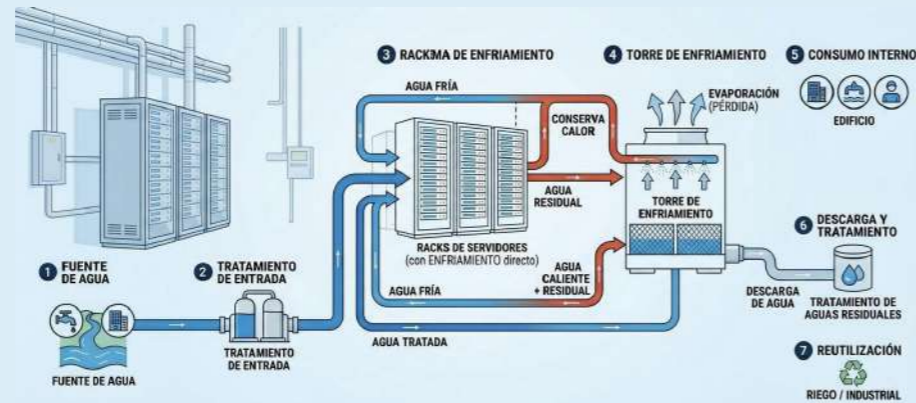 3 RACKIMA DE ENFRIAMIENTO
4 TORRE DE ENFRIAMIENTO
5 CONSUMO INTERNO
AGUA FRÍA
CONSERVA
CALOR
EVAPORACIÓN
(PÉRDIDA)
EDIFICIO
AGUA
RESIDUAL
TORRE DE
ENFRIAMIENTO
RACKS DE SERVIDORES
(con ENFRIAMIENTO directo)
1 FUENTE
DE AGUA
2 TRATAMIENTO
DE ENTRADA
AGUA FRÍA
AGUA
CALIENTE
+ RESIDUAL
6 DESCARGA Y
TRATAMIENTO
DESCARGA
DE AGUA
TRATAMIENTO DE
AGUAS RESIDUALES
AGUA TRATADA
TRATAMIENTO
DE ENTRADA
FUENTE DE AGUA
7 REUTILIZACIÓN
RIEGO / INDUSTRIAL